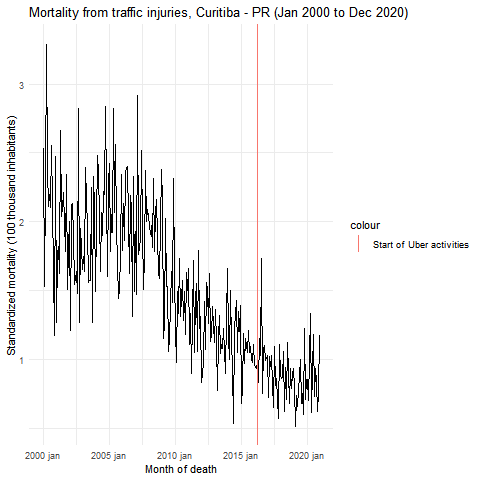 Mortality from traffic injuries, Curitiba - PR (Jan 2000 to Dec 2020)
Standardized mortality (100 thousand inhabitants)
3
2
1
2000 jan 2005 jan 2010 jan 2015 jan 2020 jan
Month of death
colour
Start of Uber activities